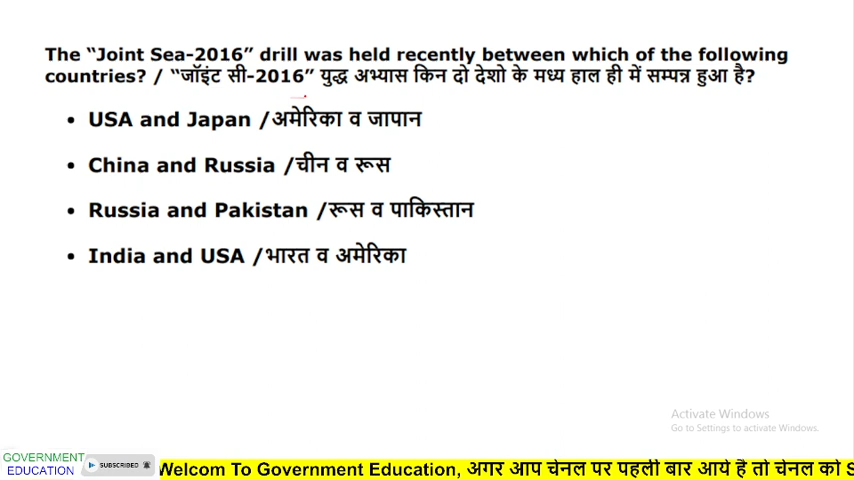 The “Joint Sea-2016” drill was held recently between which of the following
countries? / “जॉइंट सी-2016” युद्ध अभ्यास किन दो देशो के मध्य हाल ही में सम्पन्न हुआ है?
• USA and Japan /अमेरिका व जापान
• China and Russia /चीन व रूस
• Russia and Pakistan /रूस व पाकिस्तान
• India and USA /भारत व अमेरिका
Activate Windows
Go to Settings to activate Windows.
GOVERNMENT
EDUCATION
SUBSCRIBED
Welcom To Government Education, अगर आप चेनल पर पहली बार आये है तो चेनल को S